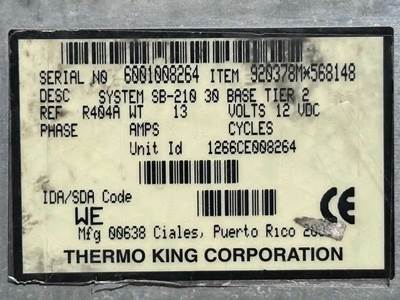 SERIAL NO 6001008264 ITEM 920378M*568148
DESC SYSTEM SB-210 30 BASE TIER 2
REF R404A WT 13 VOLTS 12 VDC
PHASE AMPS CYCLES
Unit Id 1266CE008264
IDA/SDA Code
WE
CE
Mfg 00638 Ciales, Puerto Rico
THERMO KING CORPORATION